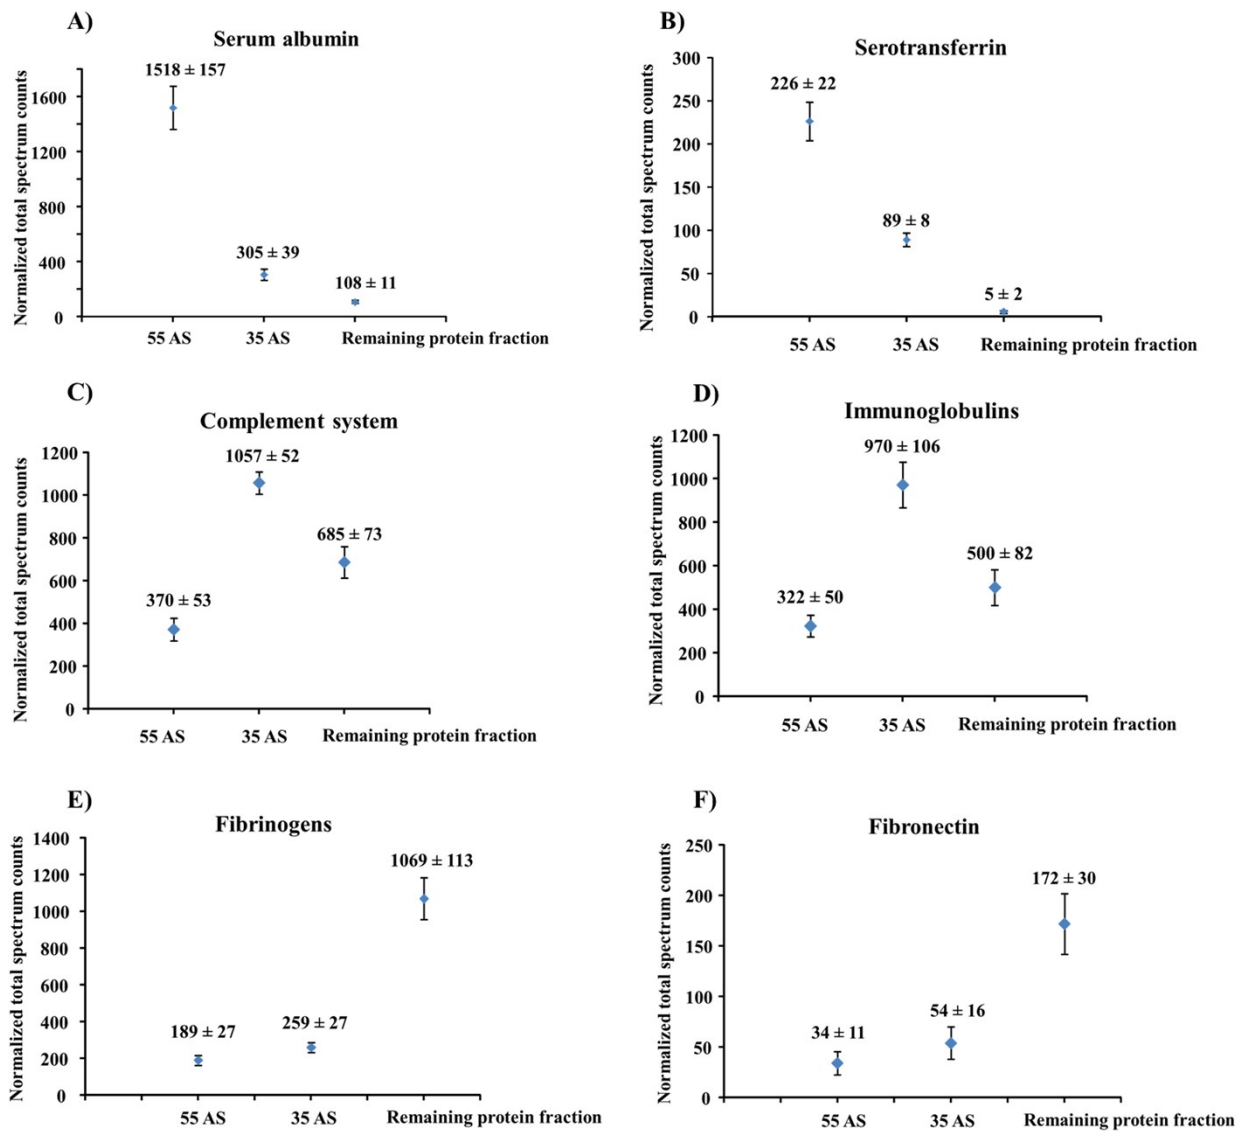 A)
Serum albumin
Normalized total spectrum counts
1600
1200
800
400
0
1518 ± 157
305 ± 39
108 ± 11
55 AS
35 AS
Remaining protein fraction
B)
Serotransferrin
Normalized total spectrum counts
300
250
200
150
100
50
0
226 ± 22
89 ± 8
5 ± 2
55 AS
35 AS
Remaining protein fraction
C)
Complement system
Normalized total spectrum counts
1200
1000
800
600
400
200
0
370 ± 53
1057 ± 52
685 ± 73
55 AS
35 AS
Remaining protein fraction
D)
Immunoglobulins
Normalized total spectrum counts
1200
1000
800
600
400
200
0
322 ± 50
970 ± 106
500 ± 82
55 AS
35 AS
Remaining protein fraction
E)
Fibrinogens
Normalized total spectrum counts
1400
1200
1000
800
600
400
200
0
189 ± 27
259 ± 27
1069 ± 113
55 AS
35 AS
Remaining protein fraction
F)
Fibronectin
Normalized total spectrum counts
250
200
150
100
50
0
34 ± 11
54 ± 16
172 ± 30
55 AS
35 AS
Remaining protein fraction